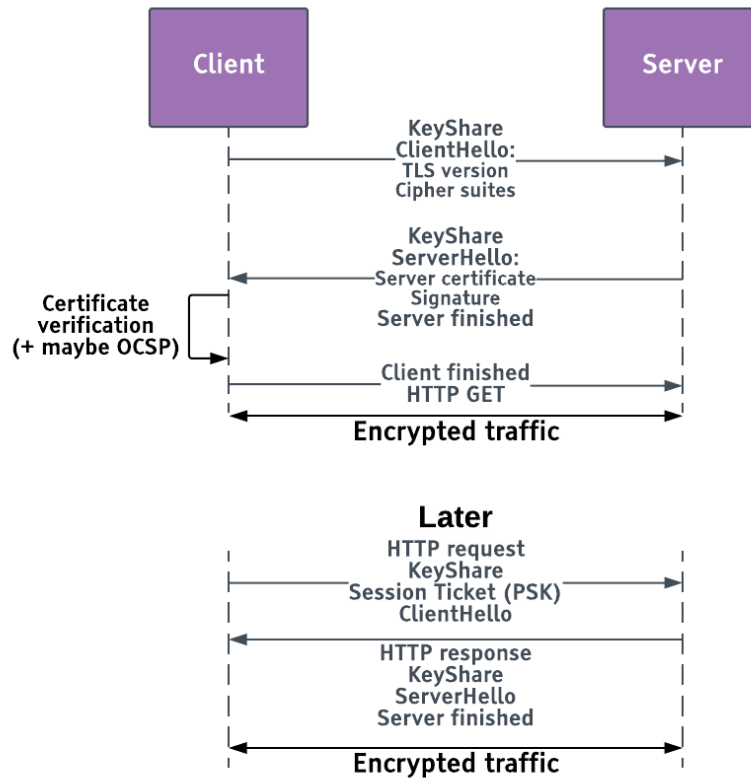 Client
Server
KeyShare
ClientHello:
TLS version
Cipher suites
KeyShare
ServerHello:
Server certificate
Signature
Server finished
Certificate
verification
(+ maybe OCSP)
Client finished
HTTP GET
Encrypted traffic
Later
HTTP request
KeyShare
Session Ticket (PSK)
ClientHello
HTTP response
KeyShare
ServerHello
Server finished
Encrypted traffic